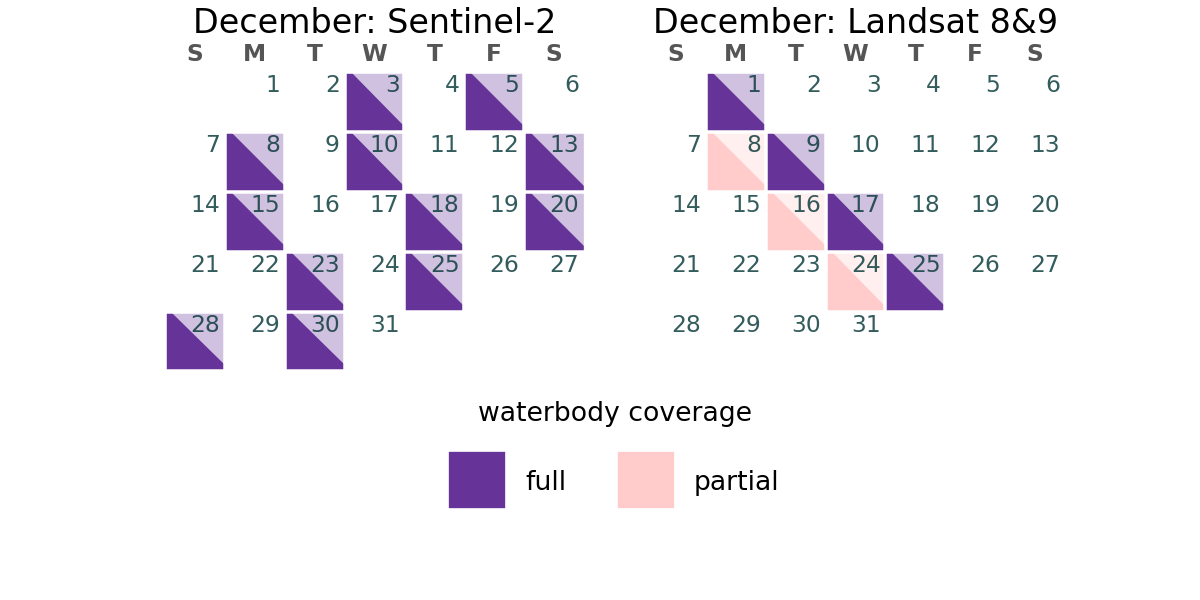 December: Sentinel-2
S M T W T F S
1 2 3 4 5 6
7 8 9 10 11 12 13
14 15 16 17 18 19 20
21 22 23 24 25 26 27
28 29 30 31
December: Landsat 8&9
S M T W T F S
1 2 3 4 5 6
7 8 9 10 11 12 13
14 15 16 17 18 19 20
21 22 23 24 25 26 27
28 29 30 31
waterbody coverage
full partial